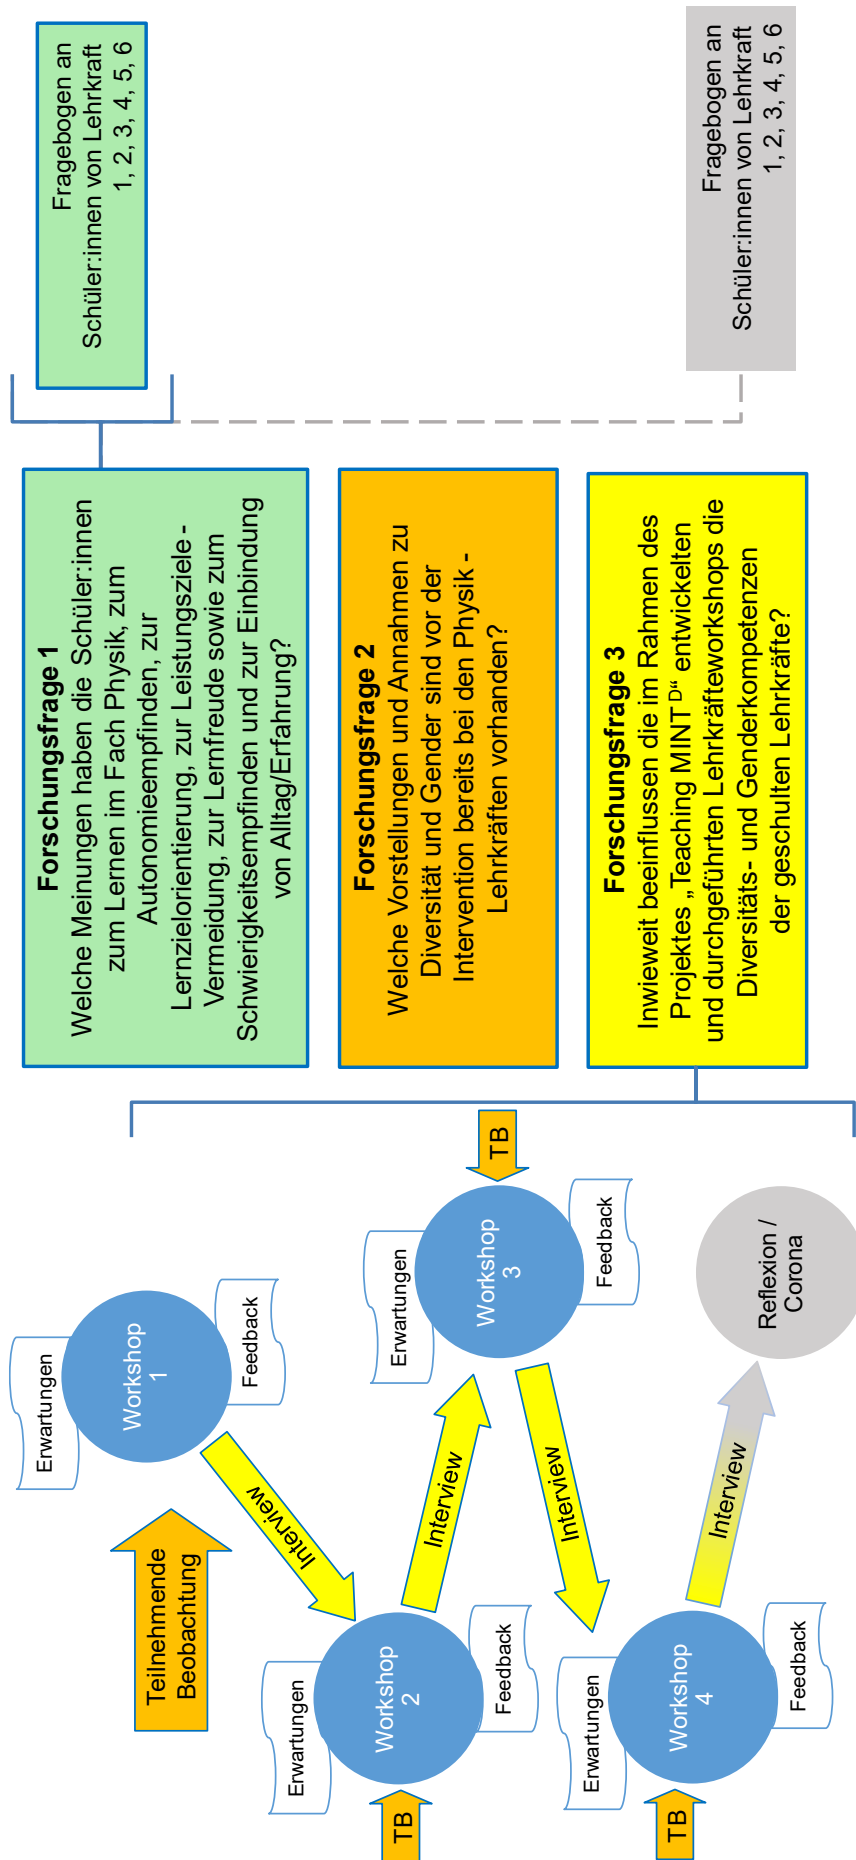 Teilnehmende
Beobachtung
Erwartungen
Workshop
1
Feedback
Interview
TB
Erwartungen
Workshop
2
Feedback
Interview
Erwartungen
Workshop
3
Feedback
TB
Interview
TB
Erwartungen
Workshop
4
Feedback
Interview
Reflexion /
Corona
Forschungsfrage 1
Welche Meinungen haben die Schüler:innen
zum Lernen im Fach Physik, zum
Autonomieempfinden, zur
Lernzielorientierung, zur Leistungsziele -
Vermeidung, zur Lernfreude sowie zum
Schwierigkeitsempfinden und zur Einbindung
von Alltag/Erfahrung?
Forschungsfrage 2
Welche Vorstellungen und Annahmen zu
Diversität und Gender sind vor der
Intervention bereits bei den Physik -
Lehrkräften vorhanden?
Forschungsfrage 3
Inwieweit beeinflussen die im Rahmen des
Projektes „Teaching MINT D“ entwickelten
und durchgeführten Lehrkräfteworkshops die
Diversitäts- und Genderkompetenzen
der geschulten Lehrkräfte?
Fragebogen an
Schüler:innen von Lehrkraft
1, 2, 3, 4, 5, 6
Fragebogen an
Schüler:innen von Lehrkraft
1, 2, 3, 4, 5, 6